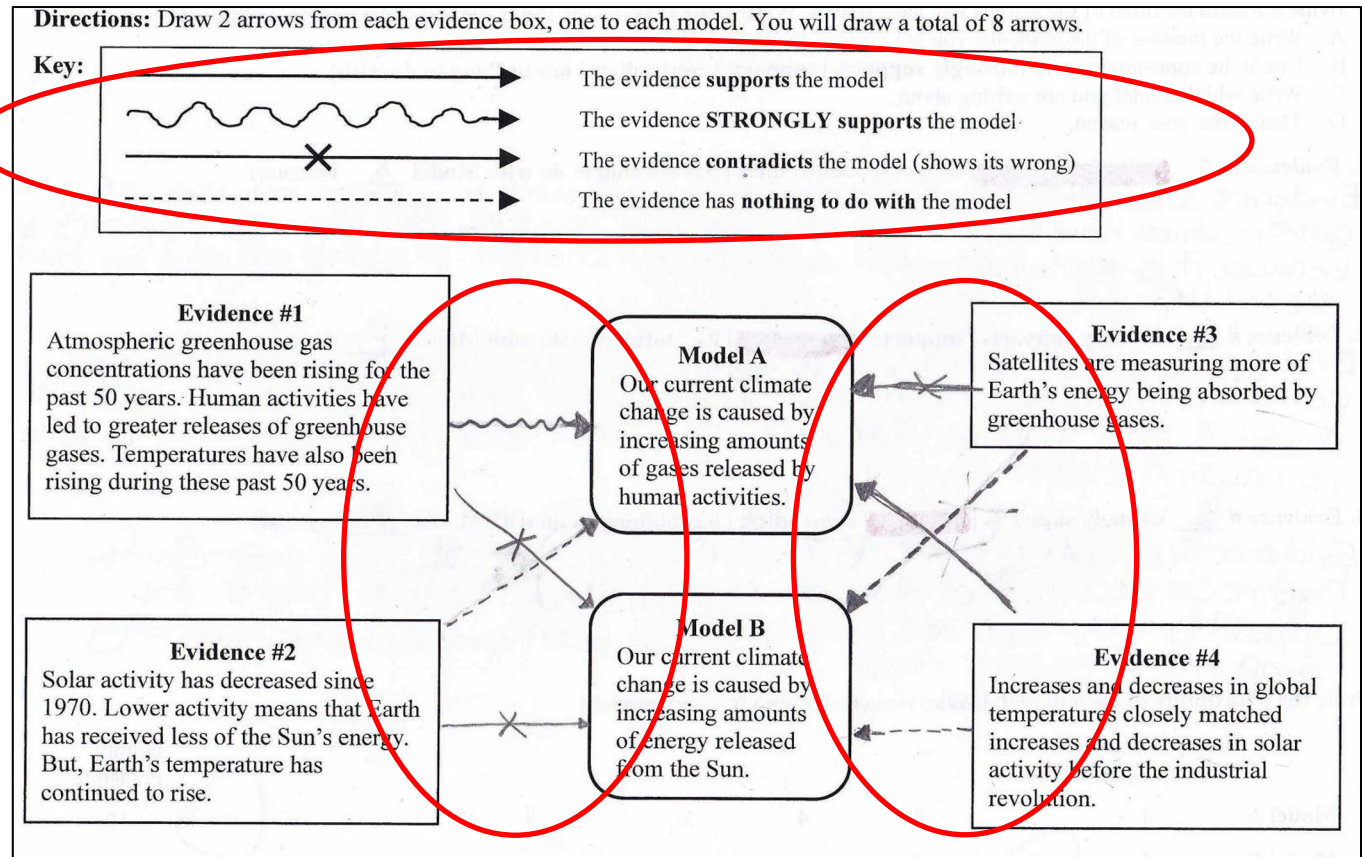 Directions: Draw 2 arrows from each evidence box, one to each model. You will draw a total of 8 arrows.
Key:
The evidence supports the model
The evidence STRONGLY supports the model
The evidence contradicts the model (shows its wrong)
The evidence has nothing to do with the model
Evidence #1
Atmospheric greenhouse gas
concentrations have been rising for the
past 50 years. Human activities have
led to greater releases of greenhouse
gases. Temperatures have also been
rising during these past 50 years.
Evidence #2
Solar activity has decreased since
1970. Lower activity means that Earth
has received less of the Sun's energy.
But, Earth's temperature has
continued to rise.
Model A
Our current climate
change is caused by
increasing amounts
of gases released by
human activities.
Model B
Our current climate
change is caused by
increasing amounts
of energy released
from the Sun.
Evidence #3
Satellites are measuring more of
Earth's energy being absorbed by
greenhouse gases.
Evidence #4
Increases and decreases in global
temperatures closely matched
increases and decreases in solar
activity before the industrial
revolution.